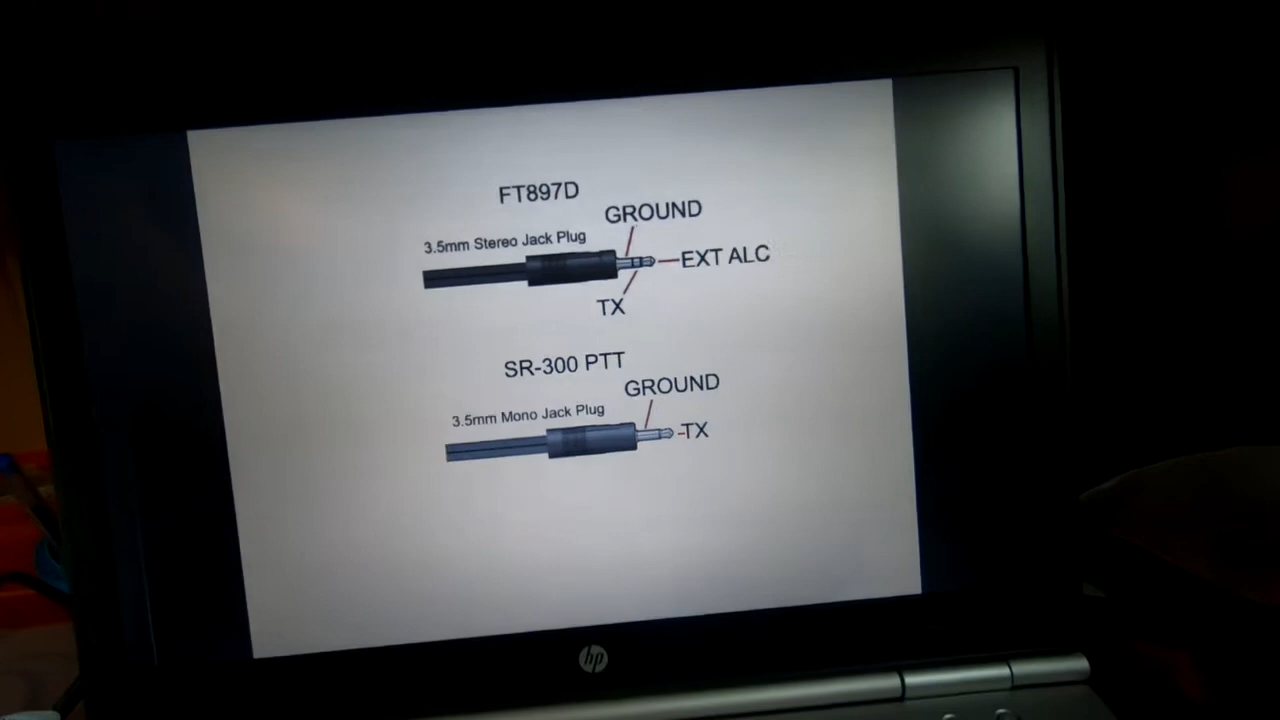 FT897D
GROUND
3.5mm Stereo Jack Plug
EXT ALC
TX
SR-300 PTT
GROUND
3.5mm Mono Jack Plug
TX
hp